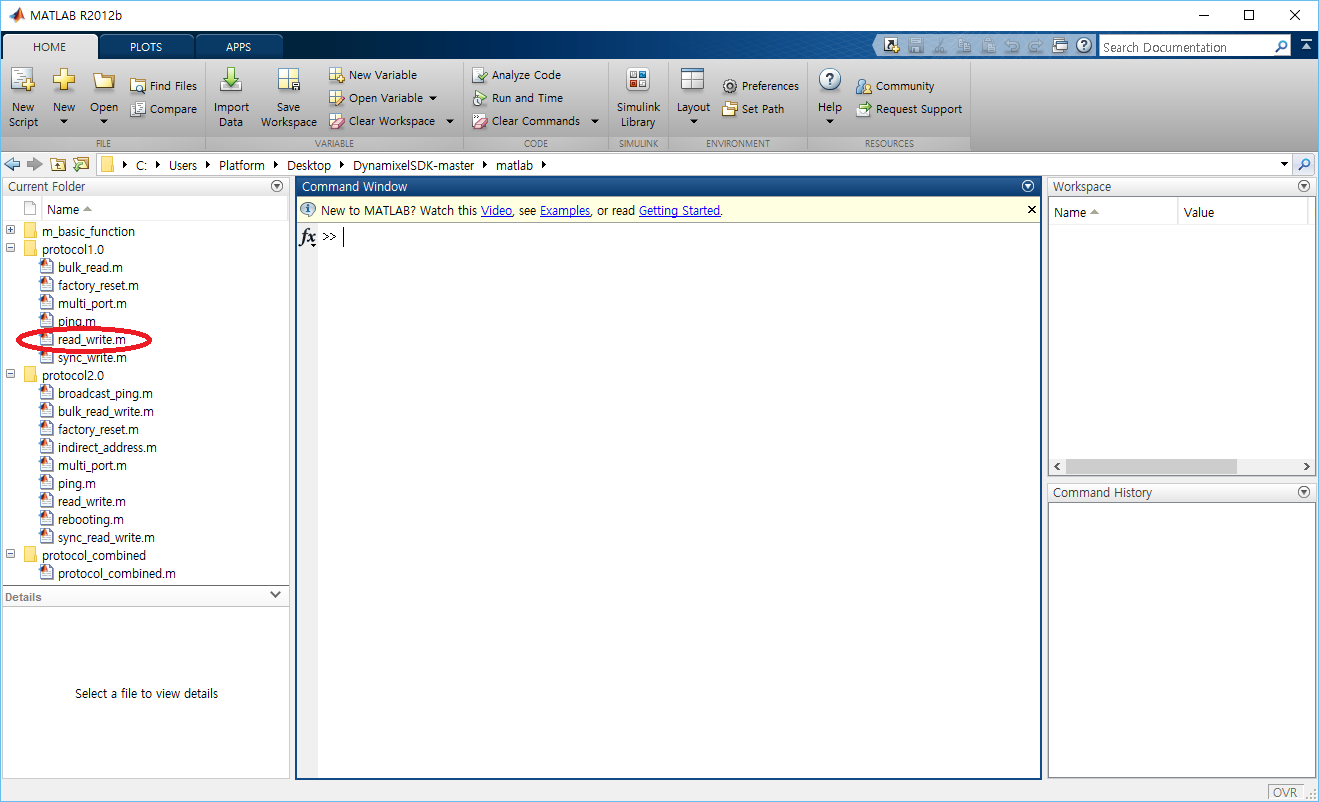 MATLAB R2012b
HOME PLOTS APPS
Search Documentation
New Script
New
Open
Find Files
Compare
Import Data
Save Workspace
New Variable
Open Variable
Clear Workspace
Analyze Code
Run and Time
Clear Commands
Simulink Library
Layout
Preferences
Set Path
Help
Community
Request Support
FILE VARIABLE CODE SIMULINK ENVIRONMENT RESOURCES
C: Users Platform Desktop DynamixelSDK-master matlab
Current Folder
Name
m_basic_function
protocol1.0
bulk_read.m
factory_reset.m
multi_port.m
ping.m
read_write.m
sync_write.m
protocol2.0
broadcast_ping.m
bulk_read_write.m
factory_reset.m
indirect_address.m
multi_port.m
ping.m
read_write.m
rebooting.m
sync_read_write.m
protocol_combined
protocol_combined.m
Details
Select a file to view details
Command Window
New to MATLAB? Watch this Video, see Examples, or read Getting Started.
fx >>
Workspace
Name Value
Command History
OVR